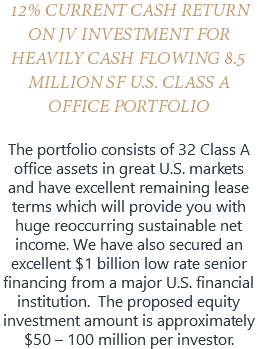 12% CURRENT CASH RETURN
ON JV INVESTMENT FOR
HEAVILY CASH FLOWING 8.5
MILLION SF U.S. CLASS A
OFFICE PORTFOLIO
The portfolio consists of 32 Class A
office assets in great U.S. markets
and have excellent remaining lease
terms which will provide you with
huge reoccurring sustainable net
income. We have also secured an
excellent $1 billion low rate senior
financing from a major U.S. financial
institution.  The proposed equity
investment amount is approximately
$50 – 100 million per investor.